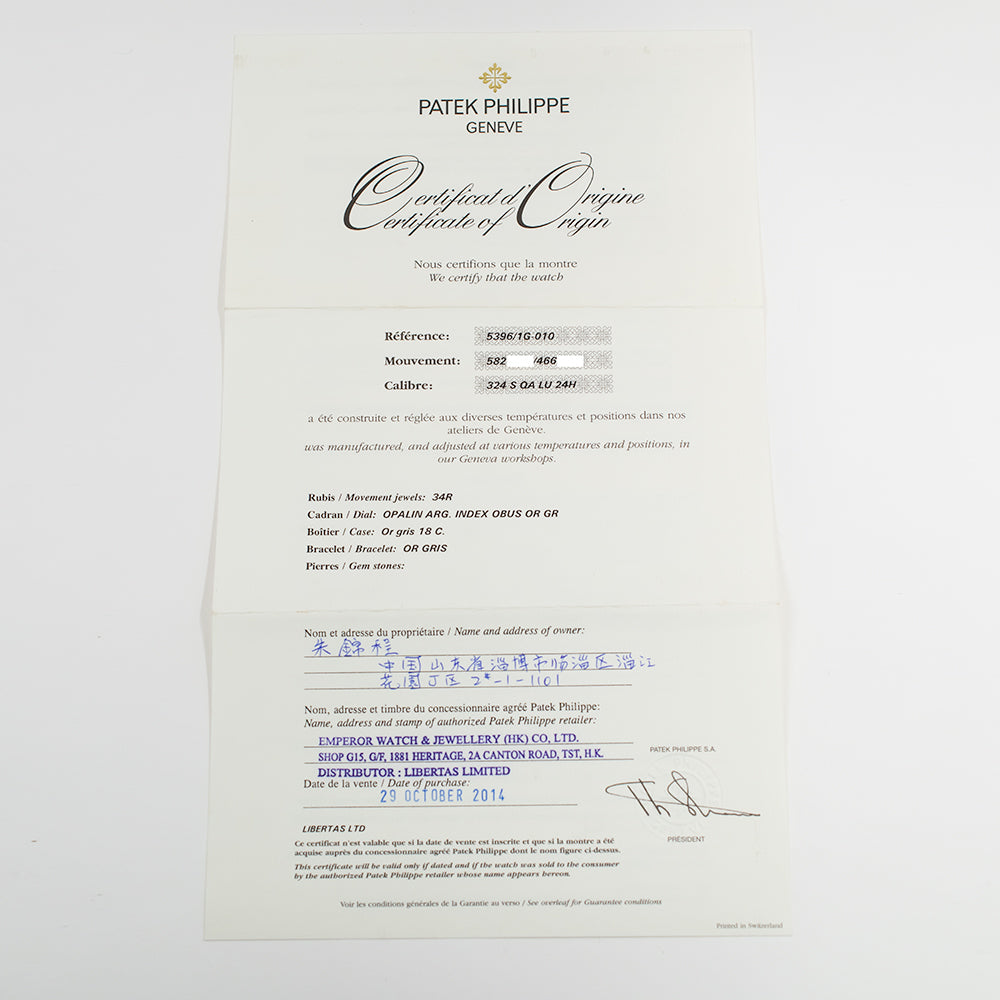 PATEK PHILIPPE
GENEVE
Certificat d'Origine
Certificate of Origin
Nous certifions que la montre
We certify that the watch
Référence: 5396/1G-010
Mouvement: 582 /466
Calibre: 324 S QA LU 24H
a été construite et réglée aux diverses températures et positions dans nos
ateliers de Genève.
was manufactured, and adjusted at various temperatures and positions, in
our Geneva workshops.
Rubis / Movement jewels: 34R
Cadran / Dial: OPALIN ARG. INDEX OBUS OR GR
Boîtier / Case: Or gris 18 C.
Bracelet / Bracelet: OR GRIS
Pierres / Gem stones:
Nom et adresse du propriétaire / Name and address of owner:
朱錦程
中国山东省淄博市临淄区淄江
花園J区 2#-1-1101
Nom, adresse et timbre du concessionnaire agréé Patek Philippe:
Name, address and stamp of authorized Patek Philippe retailer:
EMPEROR WATCH & JEWELLERY (HK) CO, LTD.
SHOP G15, G/F, 1881 HERITAGE, 2A CANTON ROAD, TST, H.K.
DISTRIBUTOR : LIBERTAS LIMITED
Date de la vente / Date of purchase:
29 OCTOBER 2014
PATEK PHILIPPE S.A.
PRÉSIDENT
LIBERTAS LTD
Ce certificat n'est valable que si la date de vente est inscrite et que si la montre a été
acquise auprès du concessionnaire agréé Patek Philippe dont le nom figure ci-dessus.
This certificate will be valid only if dated and if the watch was sold to the consumer
by the authorized Patek Philippe retailer whose name appears hereon.
Voir les conditions générales de la Garantie au verso / See overleaf for Guarantee conditions
Printed in Switzerland